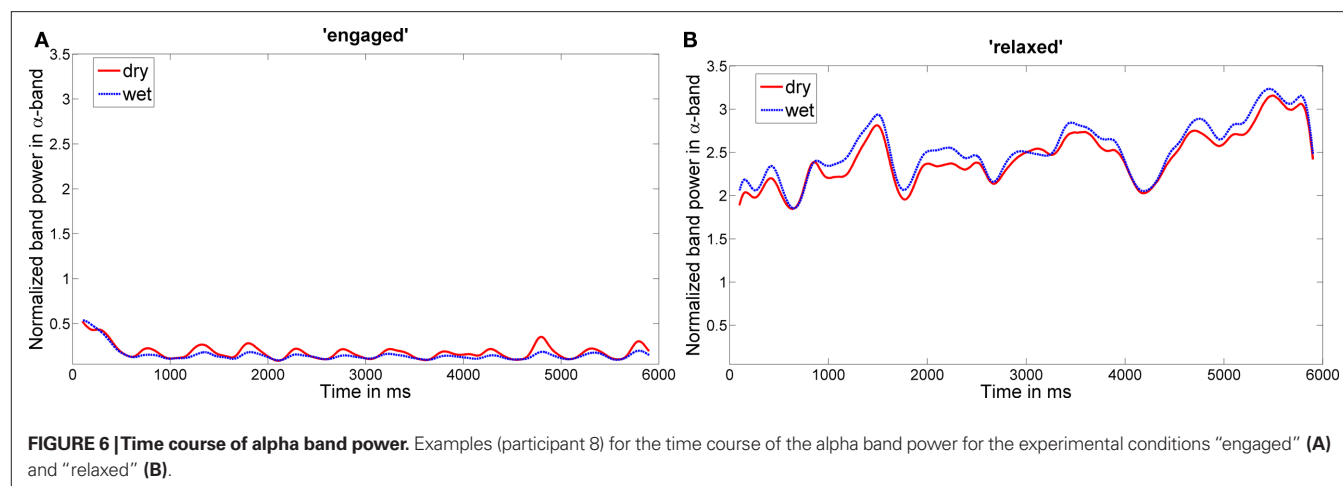 A
'engaged'
Normalized band power in α-band
3.5
3
2.5
2
1.5
1
0.5
dry
wet
0 1000 2000 3000 4000 5000 6000
Time in ms
B
'relaxed'
Normalized band power in α-band
3.5
3
2.5
2
1.5
1
0.5
dry
wet
0 1000 2000 3000 4000 5000 6000
Time in ms
FIGURE 6 | Time course of alpha band power. Examples (participant 8) for the time course of the alpha band power for the experimental conditions “engaged” (A)
and “relaxed” (B).